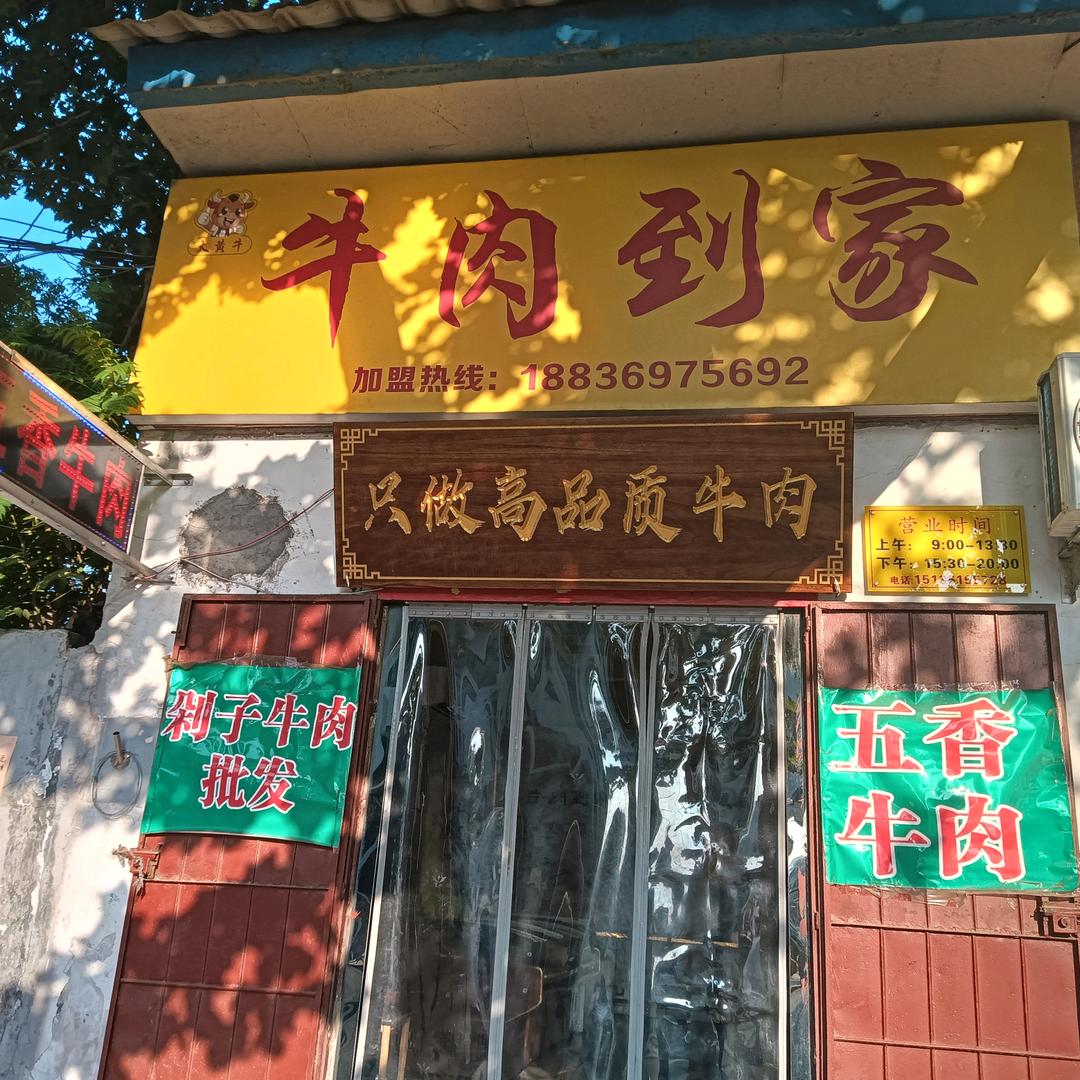 大黄牛
牛肉到家
加盟热线：18836975692
香牛肉
只做高品质牛肉
营业时间
上午： 9:00-13:30
下午：15:30-20:00
剁子牛肉
批发
五香
牛肉